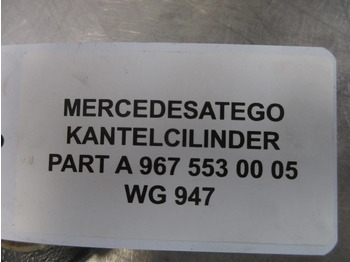 MERCEDESATEGO
KANTELCILINDER
PART A 967 553 00 05
WG 947